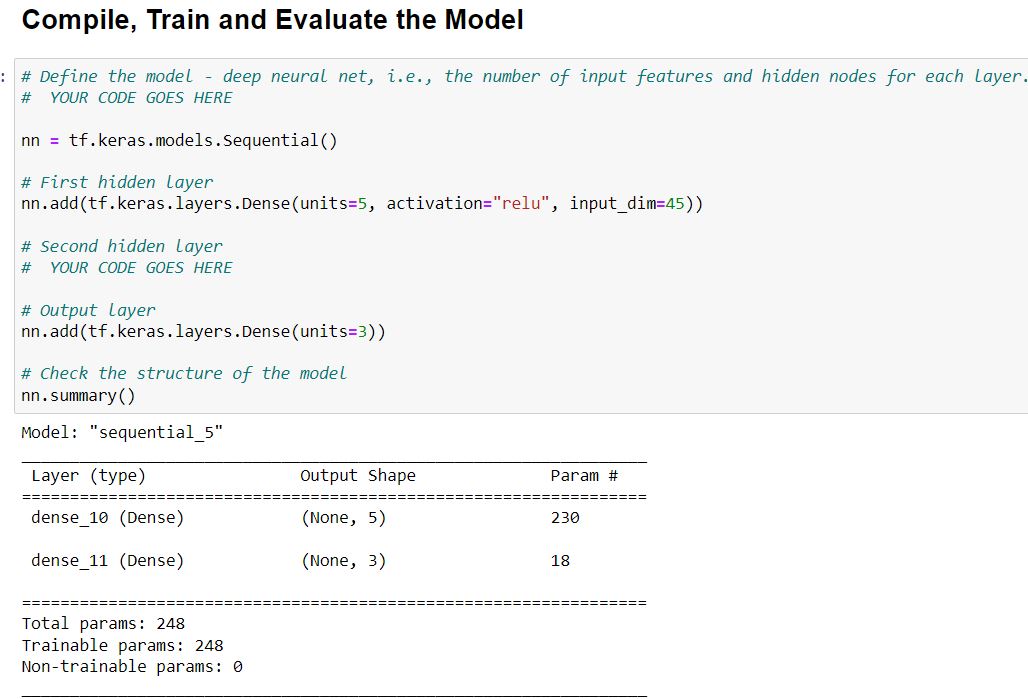 Compile, Train and Evaluate the Model
: # Define the model - deep neural net, i.e., the number of input features and hidden nodes for each layer.
#  YOUR CODE GOES HERE
nn = tf.keras.models.Sequential()
# First hidden layer
nn.add(tf.keras.layers.Dense(units=5, activation="relu", input_dim=45))
# Second hidden layer
#  YOUR CODE GOES HERE
# Output layer
nn.add(tf.keras.layers.Dense(units=3))
# Check the structure of the model
nn.summary()
Model: "sequential_5"
_________________________________________________________________
Layer (type)                Output Shape              Param #
=================================================================
dense_10 (Dense)            (None, 5)                 230
dense_11 (Dense)            (None, 3)                 18
=================================================================
Total params: 248
Trainable params: 248
Non-trainable params: 0
_________________________________________________________________